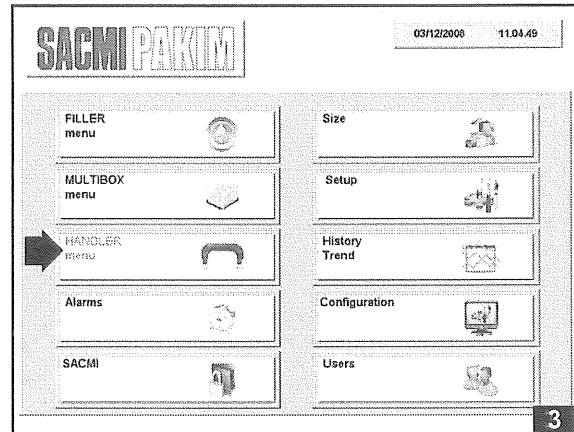 SACMI PAKIM
03/12/2008 11.04.49
FILLER
menu
Size
MULTIBOX
menu
Setup
HANDLER
menu
History
Trend
Alarms
Configuration
SACMI
Users
3